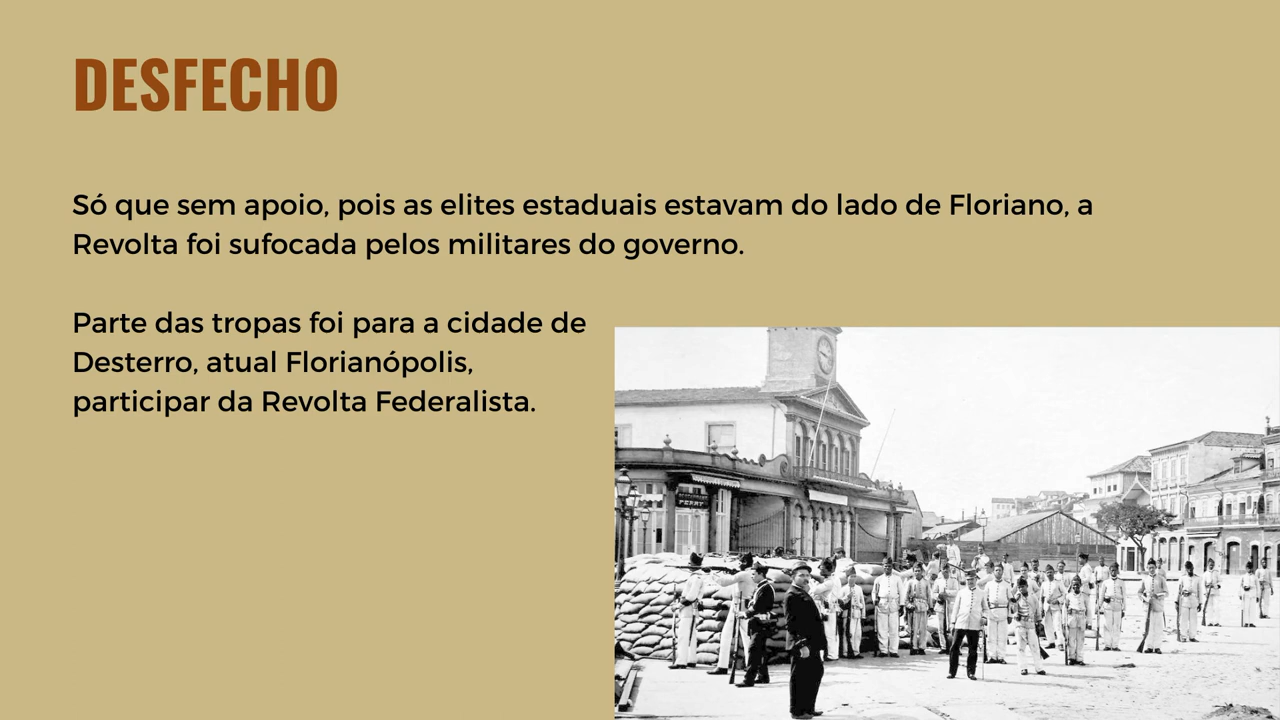 DESFECHO
Só que sem apoio, pois as elites estaduais estavam do lado de Floriano, a
Revolta foi sufocada pelos militares do governo.
Parte das tropas foi para a cidade de
Desterro, atual Florianópolis,
participar da Revolta Federalista.